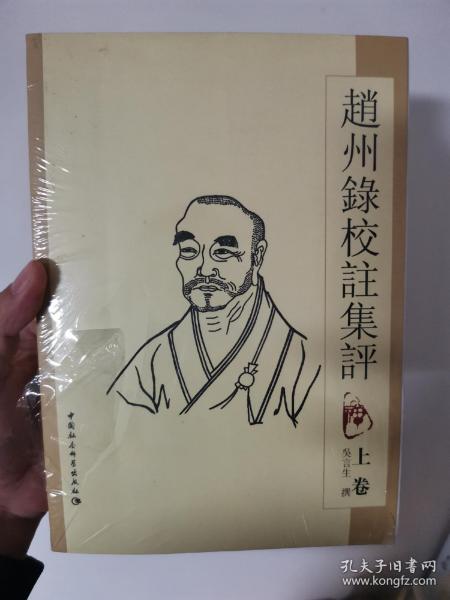 趙州錄校註集評
上卷
吳言生 撰
中国社会科学出版社
孔夫子旧书网
www.kongfz.com